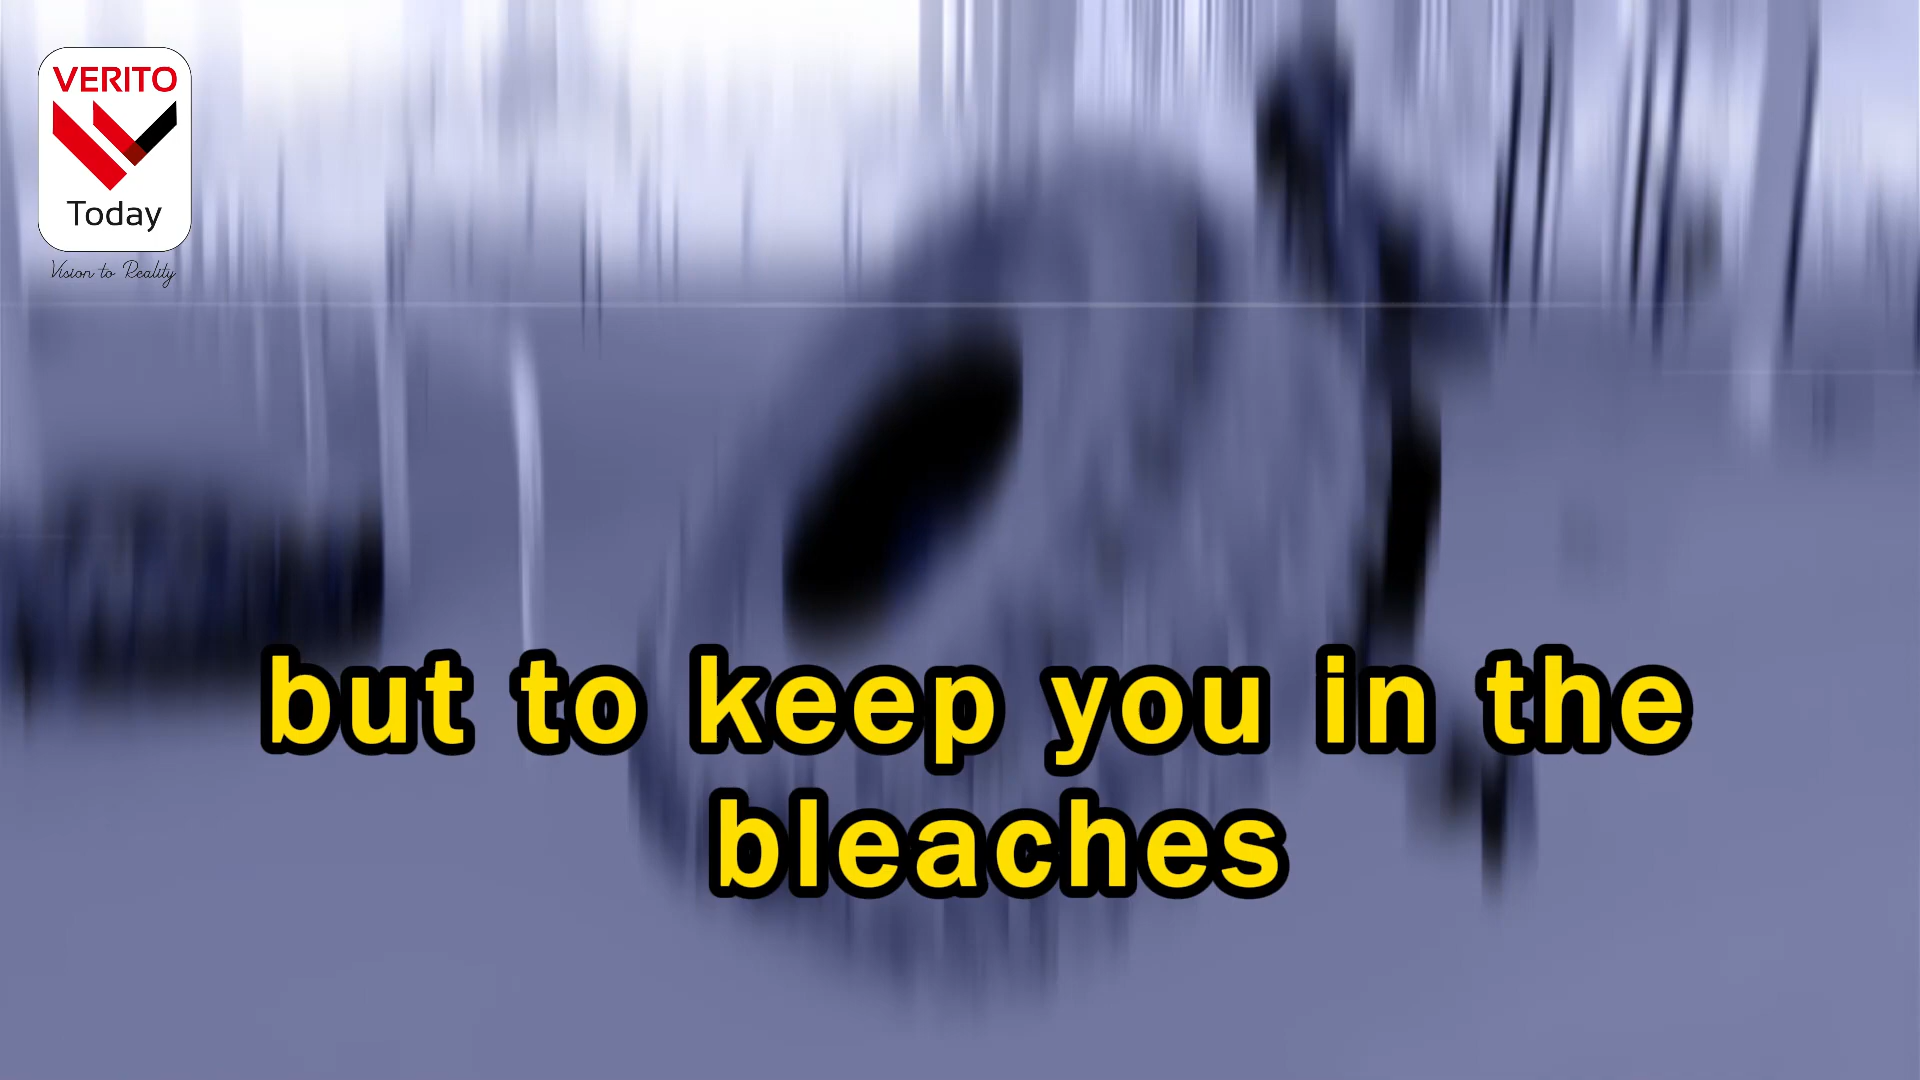 VERITO
Today
Vision to Reality
but to keep you in the
bleaches